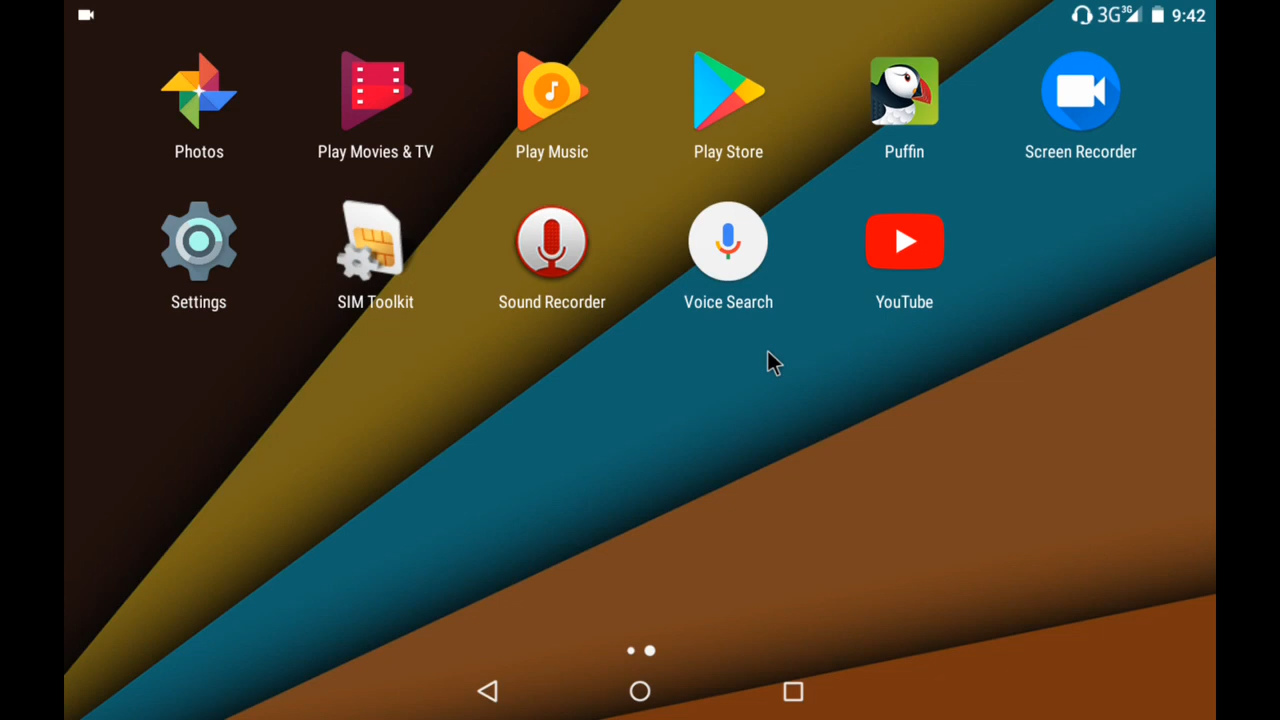 3G 3G 9:42
Photos Play Movies & TV Play Music Play Store Puffin Screen Recorder
Settings SIM Toolkit Sound Recorder Voice Search YouTube